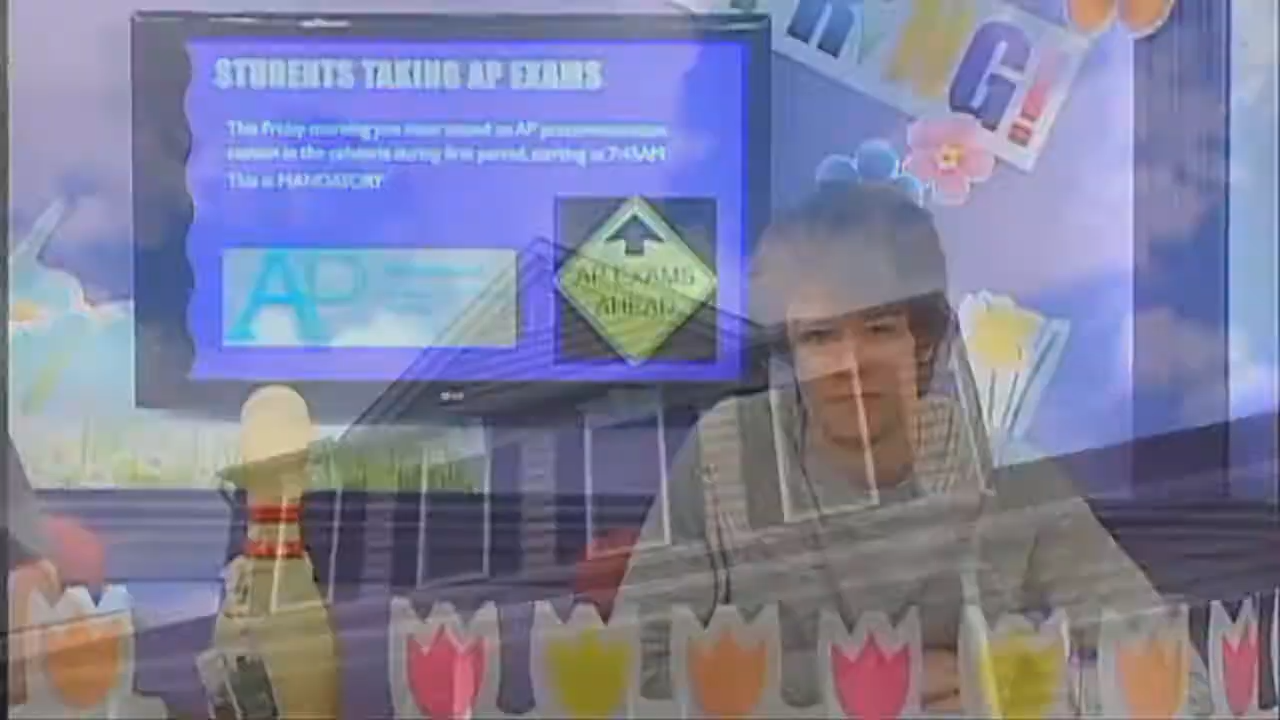 STUDENTS TAKING AP EXAMS
This Friday morning you must attend an AP preadministration
session in the cafeteria during first period, starting at 7:45AM
This is MANDATORY
AP
AP EXAMS
AHEAD
RING!